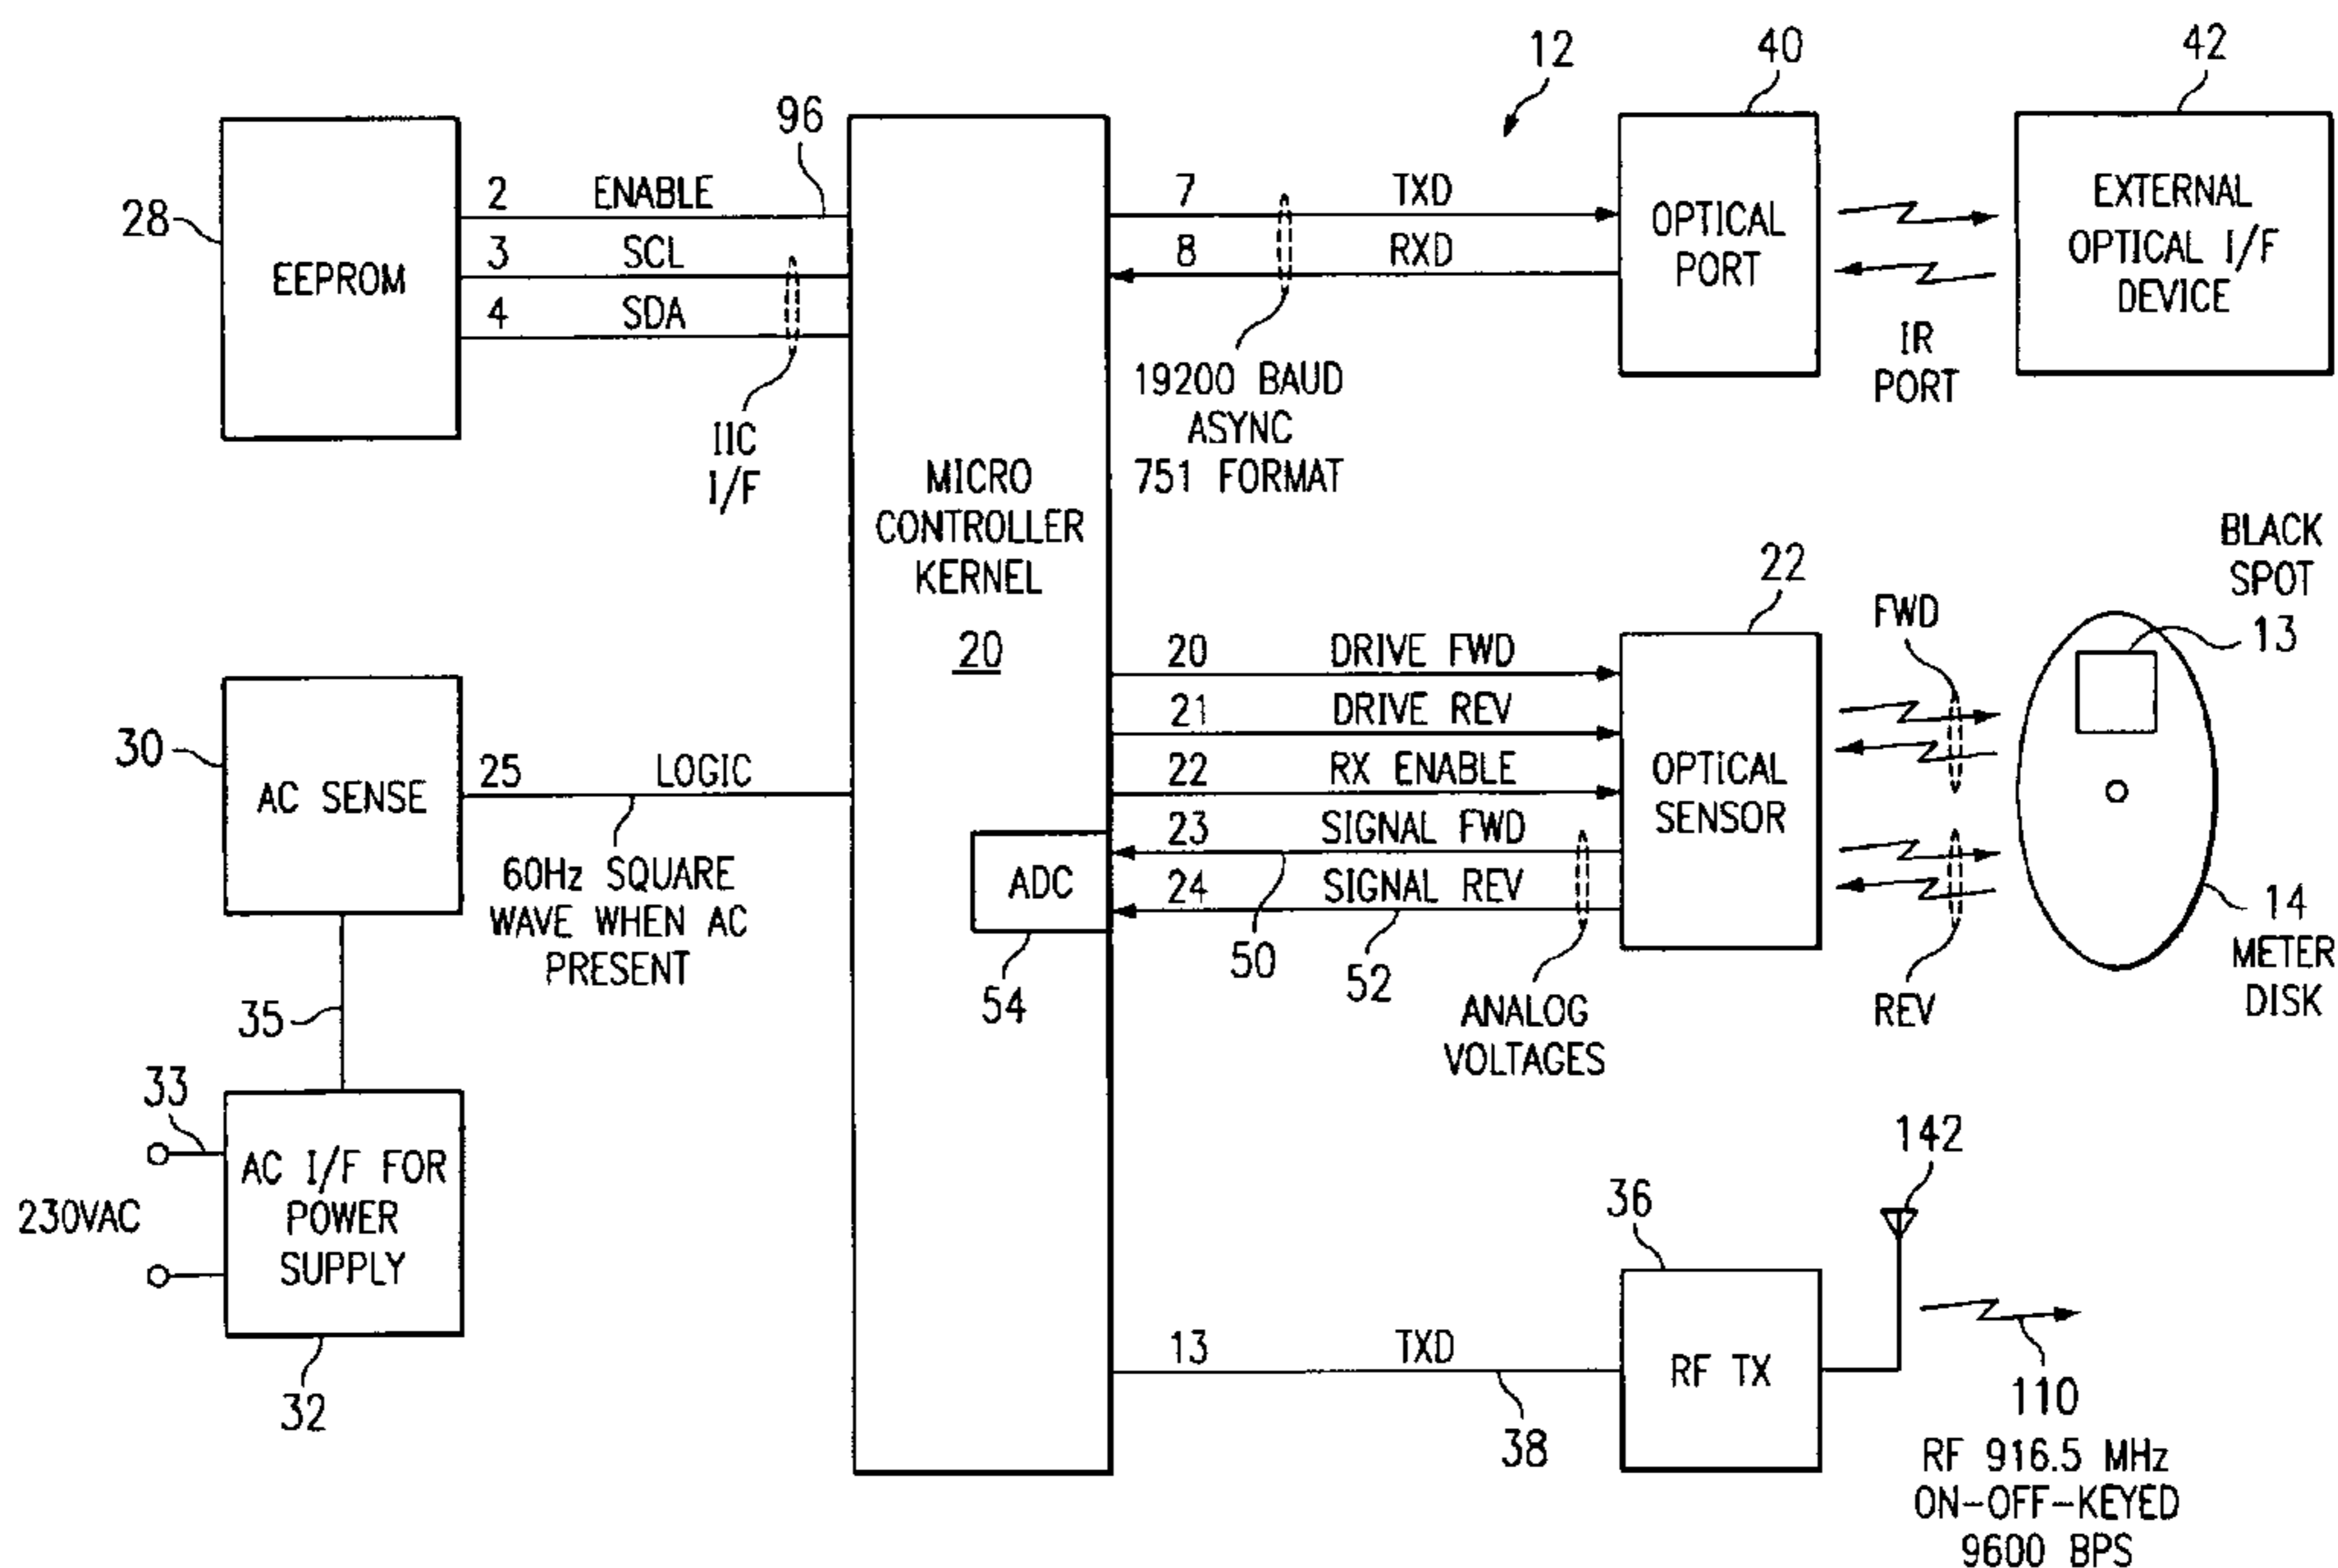 12
40
42
96
28
EEPROM
2 ENABLE
3 SCL
4 SDA
IIC
I/F
MICRO
CONTROLLER
KERNEL
20
7 TXD
8 RXD
19200 BAUD
ASYNC
751 FORMAT
OPTICAL
PORT
IR
PORT
EXTERNAL
OPTICAL I/F
DEVICE
30
AC SENSE
25 LOGIC
60Hz SQUARE
WAVE WHEN AC
PRESENT
35
33
230VAC
AC I/F FOR
POWER
SUPPLY
32
ADC
54
20 DRIVE FWD
21 DRIVE REV
22 RX ENABLE
23 SIGNAL FWD
24 SIGNAL REV
50
52
ANALOG
VOLTAGES
22
OPTICAL
SENSOR
FWD
REV
BLACK
SPOT
13
14
METER
DISK
13 TXD
38
36
RF TX
142
110
RF 916.5 MHz
ON-OFF-KEYED
9600 BPS